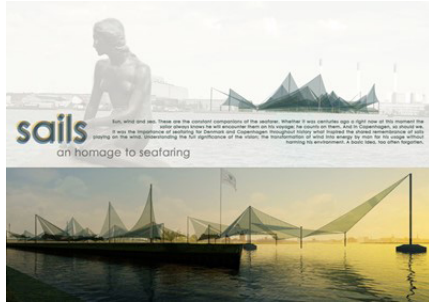 sails
an homage to seafaring
Sun, wind and sea. These are the constant companions of the seafarer. Whether it was centuries ago or right now at this moment the
sailor always knows he will encounter them on his voyage; he counts on them. And in Copenhagen, so should we.
It was the importance of seafaring for Denmark and Copenhagen throughout history what inspired the shared remembrance of sails
playing on the wind. Understanding the full significance of the vision; the transformation of wind into energy by man for his usage without
harming his environment. A basic idea, too often forgotten.